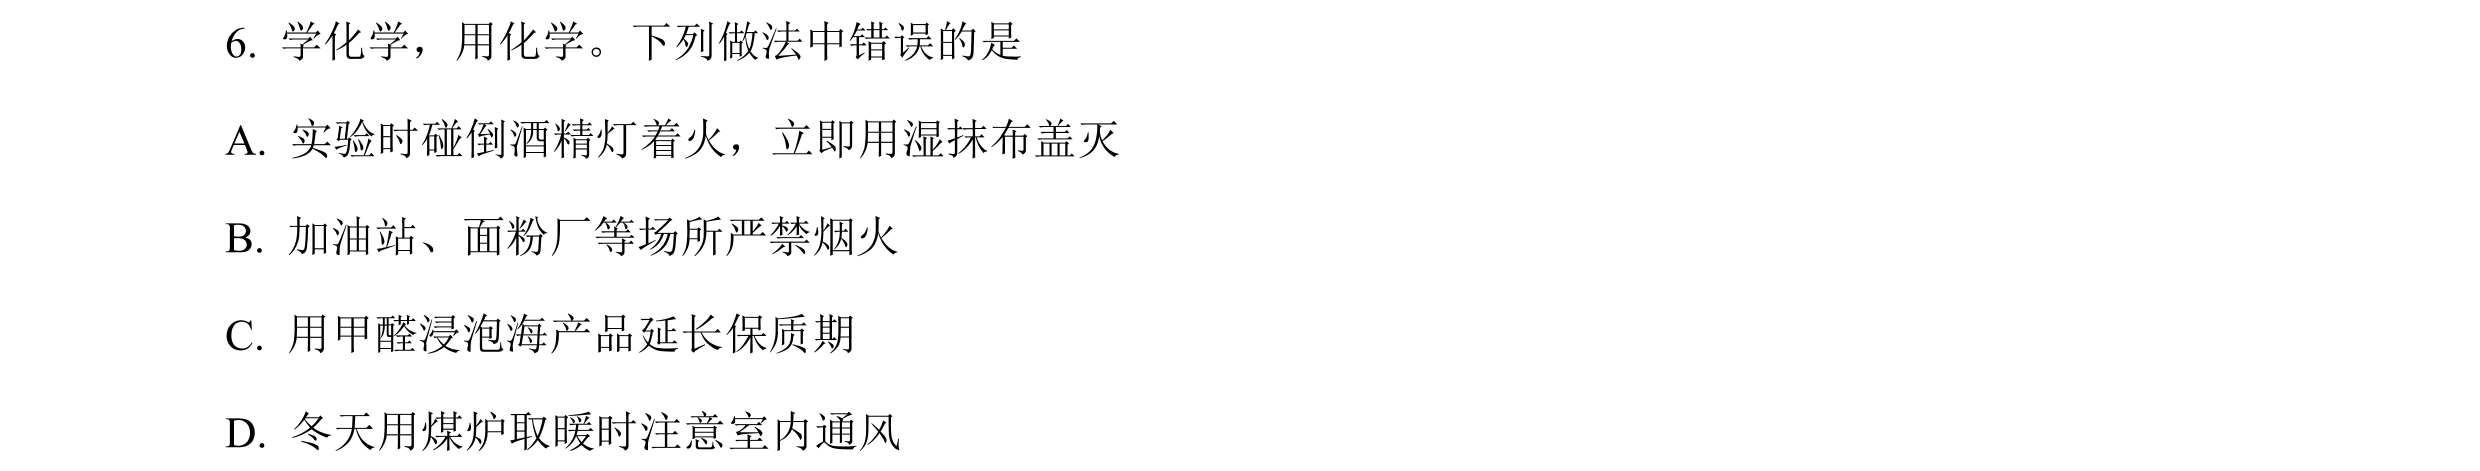 6. 学化学，用化学。下列做法中错误的是
A. 实验时碰倒酒精灯着火，立即用湿抹布盖灭
B. 加油站、面粉厂等场所严禁烟火
C. 用甲醛浸泡海产品延长保质期
D. 冬天用煤炉取暖时注意室内通风